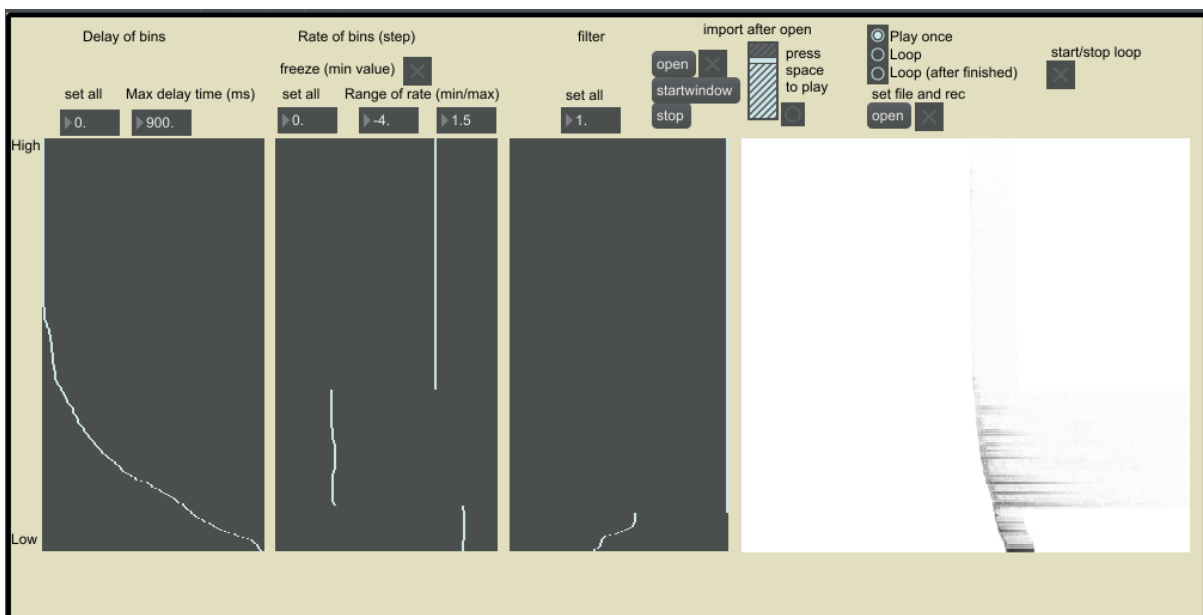 Delay of bins
Rate of bins (step)
filter
import after open
Play once
Loop
Loop (after finished)
start/stop loop
freeze (min value)
open
startwindow
stop
press
space
to play
set all
Max delay time (ms)
set all
Range of rate (min/max)
set all
set file and rec
open
0.
900.
0.
-4.
1.5
1.
High
Low